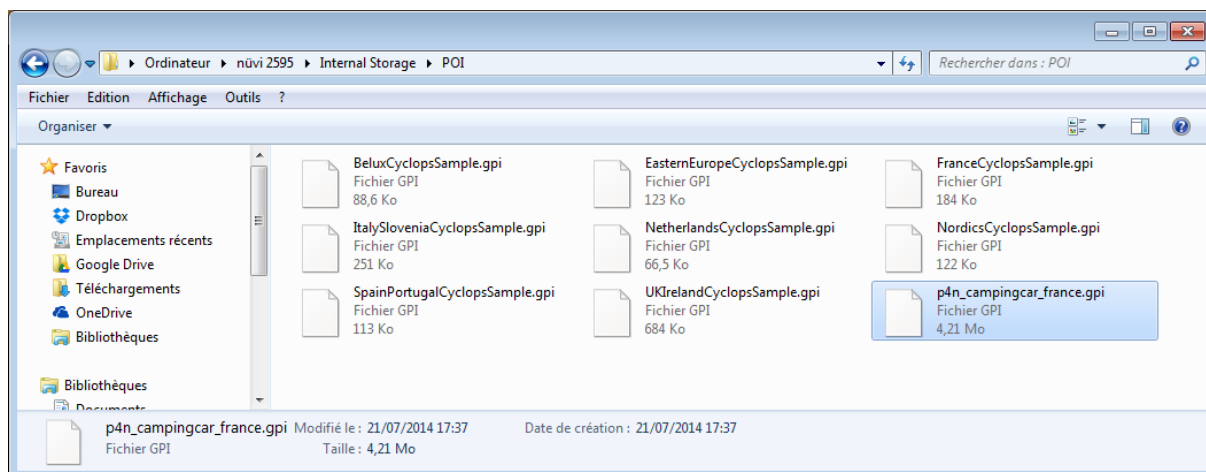 Ordinateur ▸ nüvi 2595 ▸ Internal Storage ▸ POI
Rechercher dans : POI
Fichier Edition Affichage Outils ?
Organiser
Favoris
Bureau
Dropbox
Emplacements récents
Google Drive
Téléchargements
OneDrive
Bibliothèques
Bibliothèques
Documents
BeluxCyclopsSample.gpi
Fichier GPI
88,6 Ko
EasternEuropeCyclopsSample.gpi
Fichier GPI
123 Ko
FranceCyclopsSample.gpi
Fichier GPI
184 Ko
ItalySloveniaCyclopsSample.gpi
Fichier GPI
251 Ko
NetherlandsCyclopsSample.gpi
Fichier GPI
66,5 Ko
NordicsCyclopsSample.gpi
Fichier GPI
122 Ko
SpainPortugalCyclopsSample.gpi
Fichier GPI
113 Ko
UKIrelandCyclopsSample.gpi
Fichier GPI
684 Ko
p4n_campingcar_france.gpi
Fichier GPI
4,21 Mo
p4n_campingcar_france.gpi Modifié le : 21/07/2014 17:37 Date de création : 21/07/2014 17:37
Fichier GPI Taille : 4,21 Mo